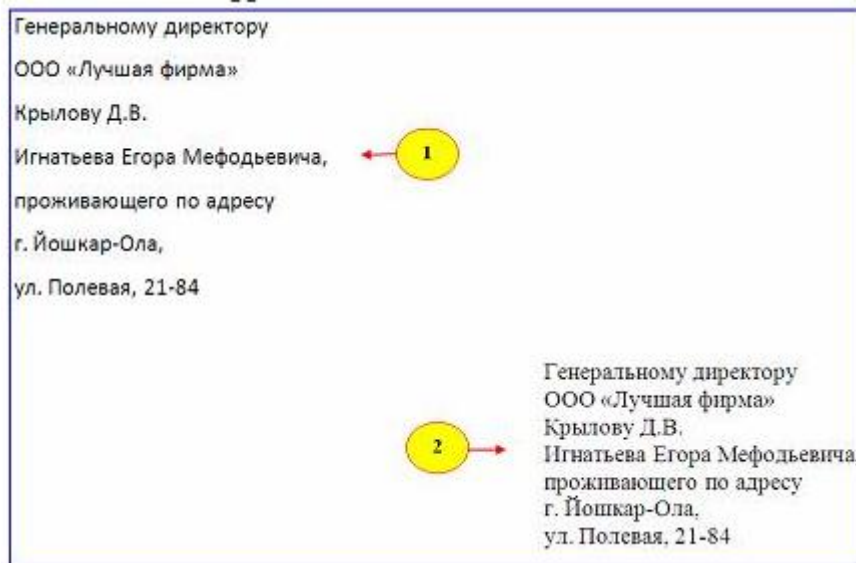 Генеральному директору
ООО «Лучшая фирма»
Крылову Д.В.
Игнатьева Егора Мефодьевича,
1
проживающего по адресу
г. Йошкар-Ола,
ул. Полевая, 21-84
Генеральному директору
ООО «Лучшая фирма»
Крылову Д.В.
2
Игнатьева Егора Мефодьевича
проживающего по адресу
г. Йошкар-Ола,
ул. Полевая, 21-84